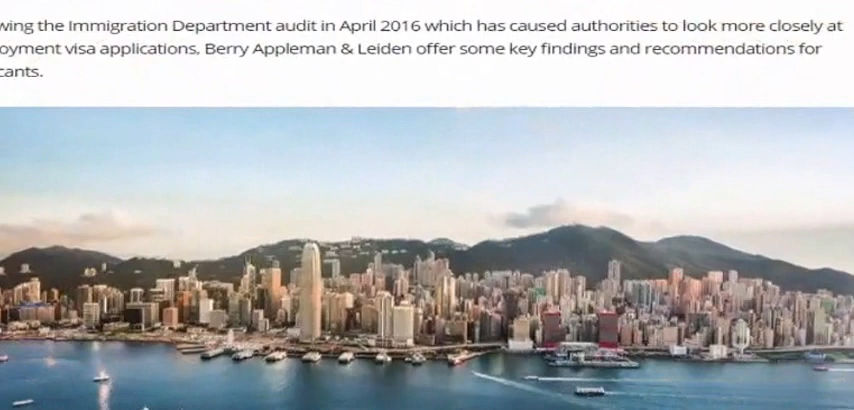 wing the Immigration Department audit in April 2016 which has caused authorities to look more closely at
oyment visa applications, Berry Appleman & Leiden offer some key findings and recommendations for
cants.